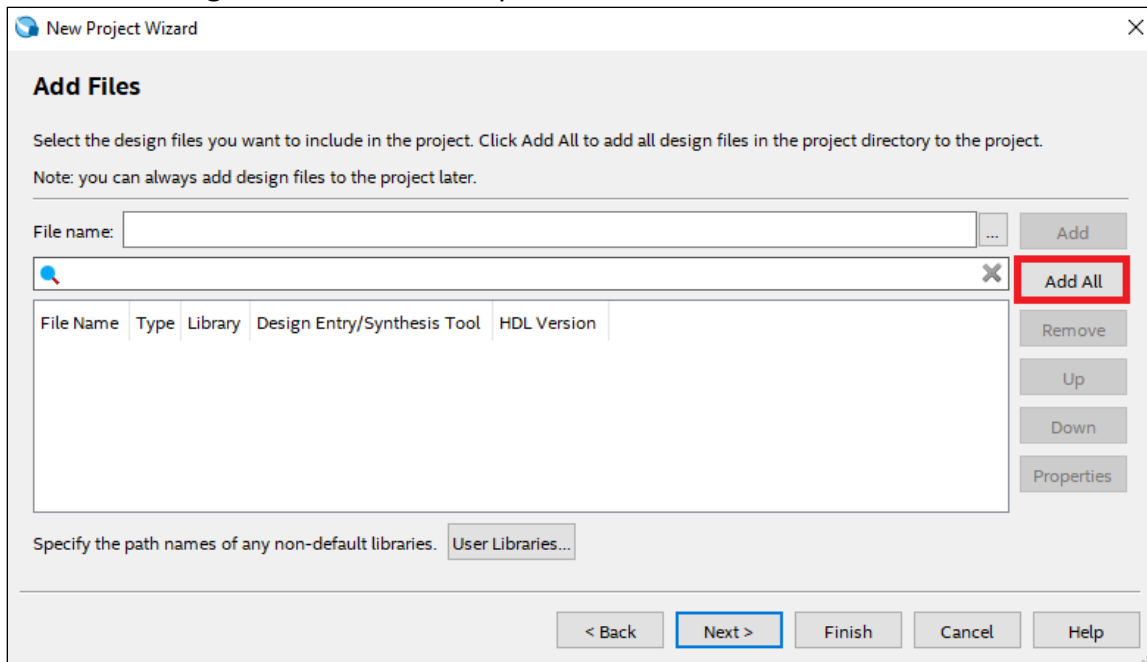 New Project Wizard
Add Files
Select the design files you want to include in the project. Click Add All to add all design files in the project directory to the project.
Note: you can always add design files to the project later.
File name: ... Add
Add All
File Name Type Library Design Entry/Synthesis Tool HDL Version
Remove
Up
Down
Properties
Specify the path names of any non-default libraries. User Libraries...
< Back Next > Finish Cancel Help